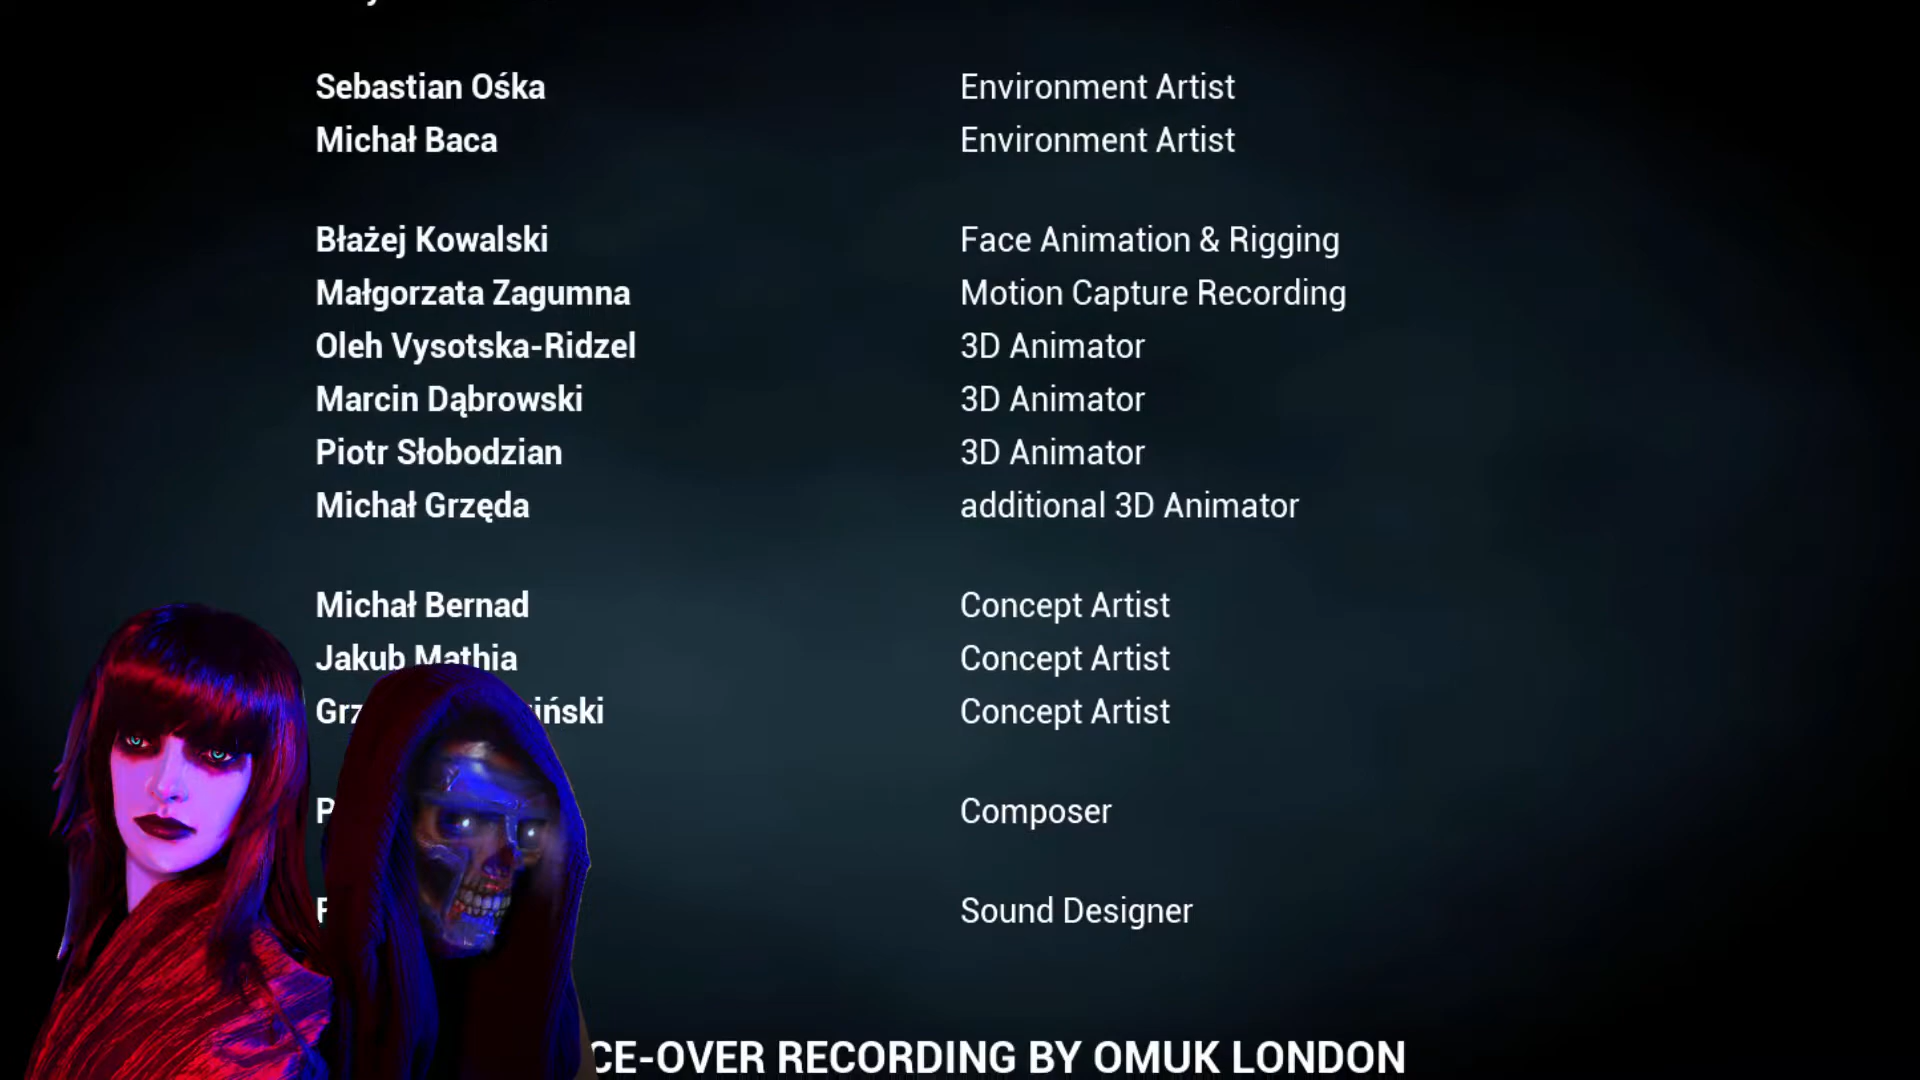 Sebastian Ośka Environment Artist
Michał Baca Environment Artist
Błażej Kowalski Face Animation & Rigging
Małgorzata Zagumna Motion Capture Recording
Oleh Vysotska-Ridzel 3D Animator
Marcin Dąbrowski 3D Animator
Piotr Słobodzian 3D Animator
Michał Grzęda additional 3D Animator
Michał Bernad Concept Artist
Jakub Mathia Concept Artist
Concept Artist
Composer
Sound Designer
RECORDING BY OMUK LONDON